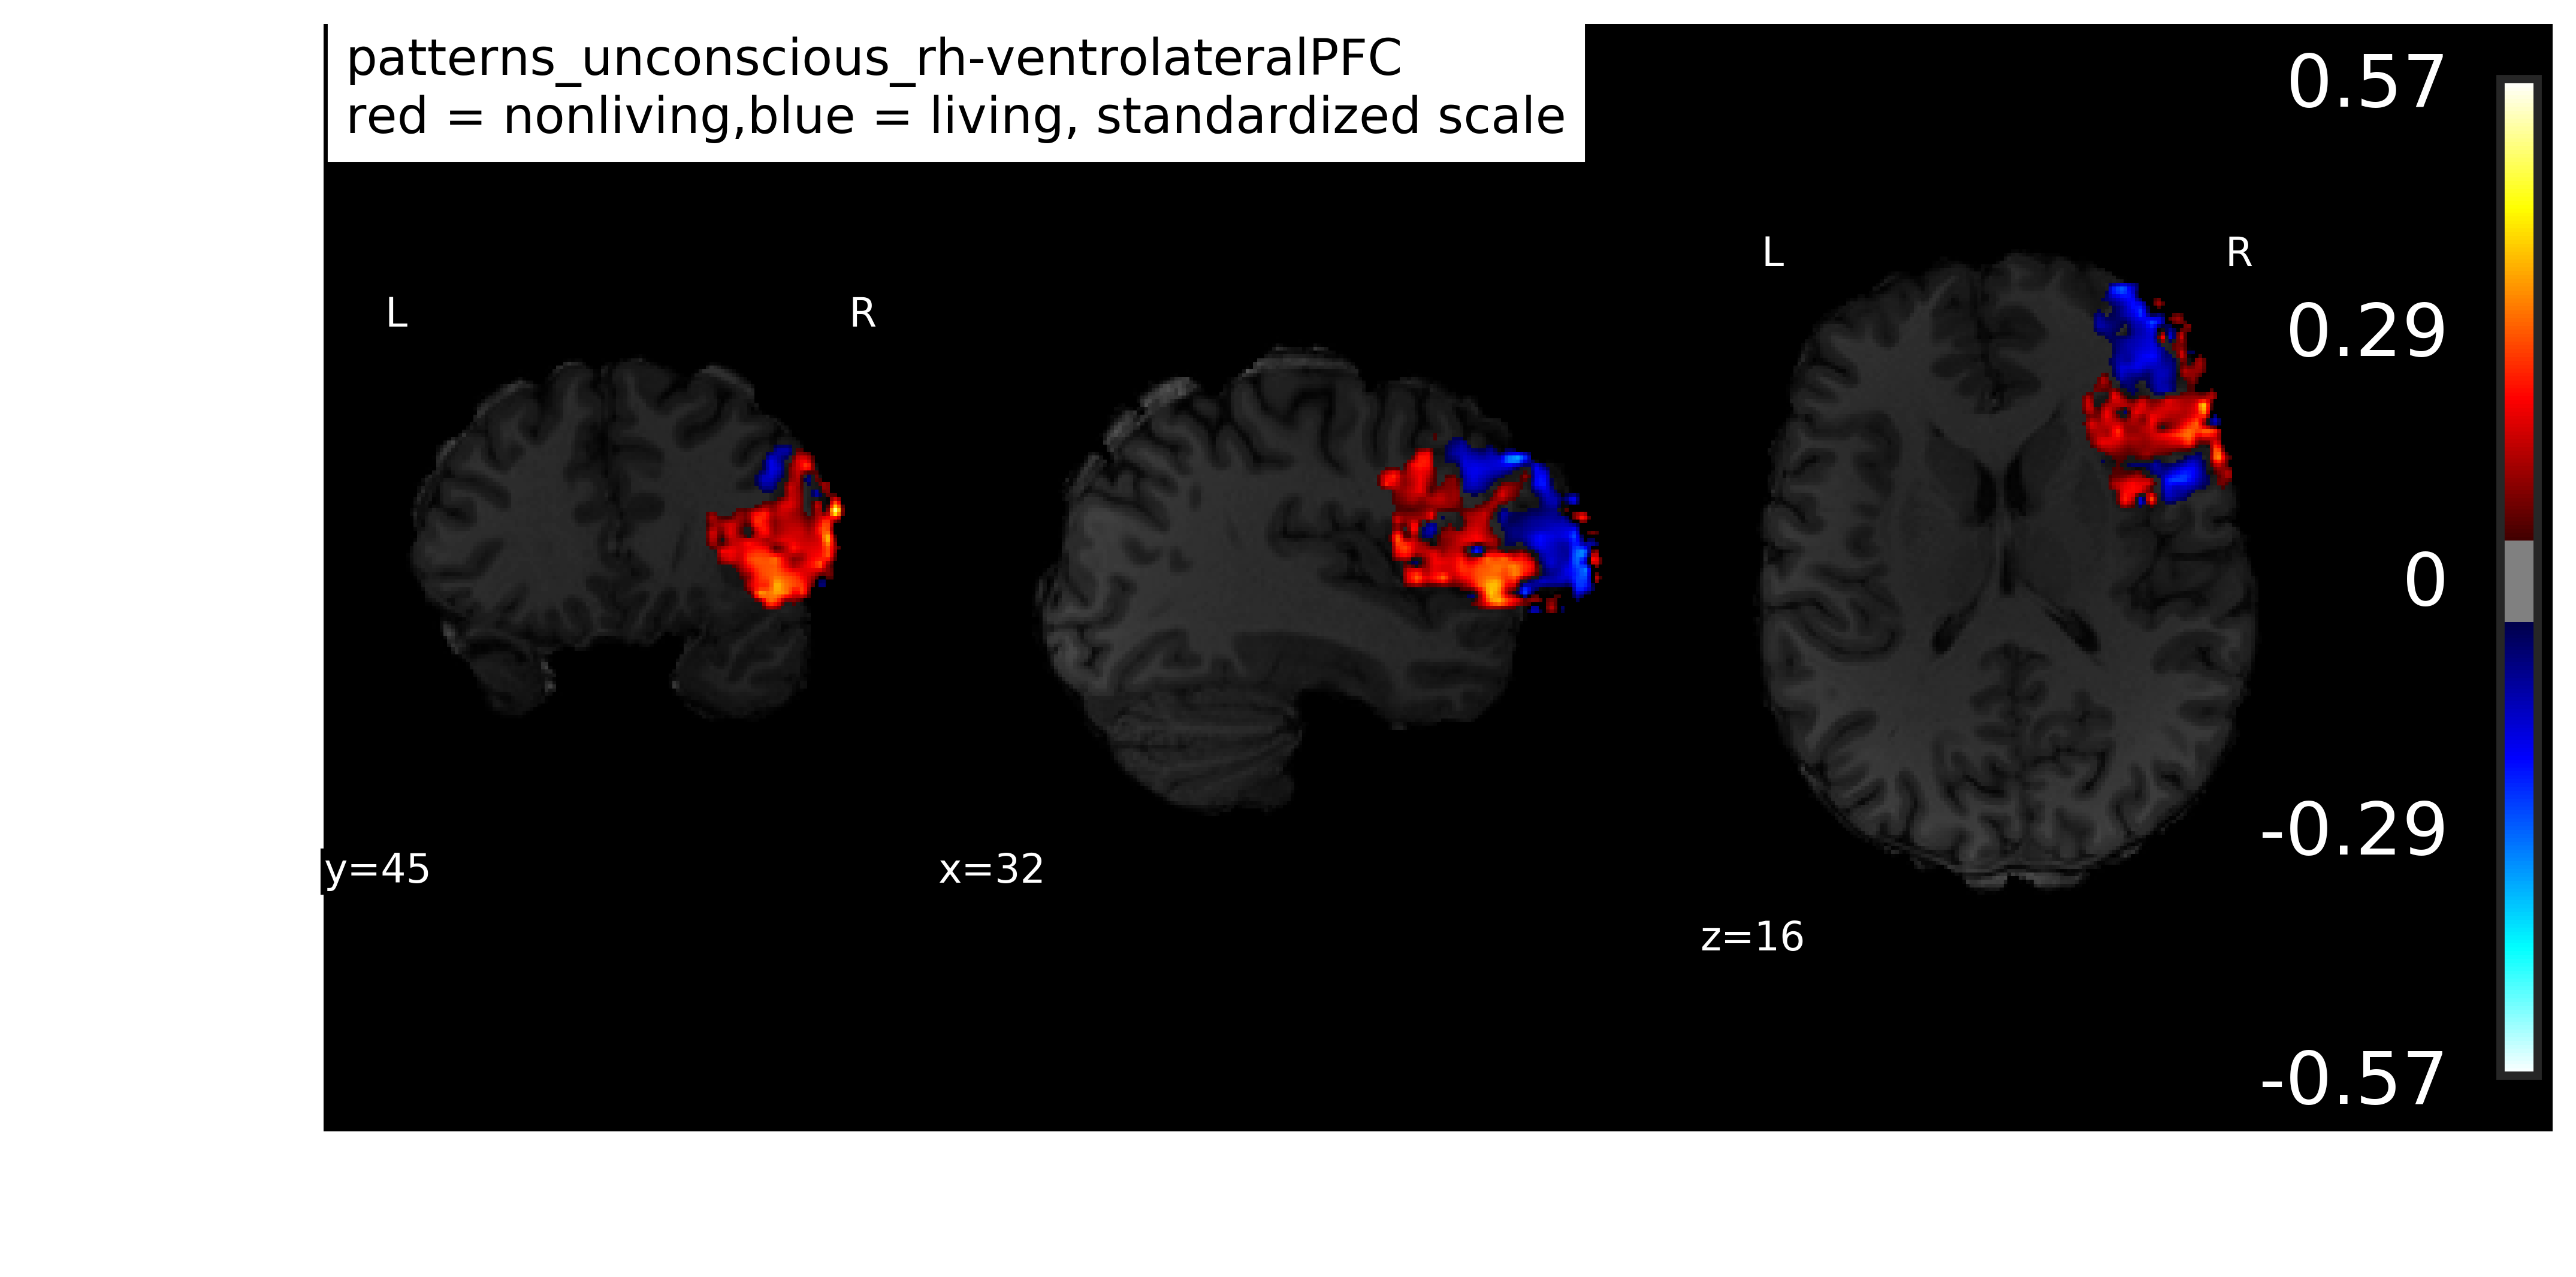 patterns_unconscious_rh-ventrolateralPFC
red = nonliving,blue = living, standardized scale
L
R
y=45
x=32
L
R
z=16
0.57
0.29
0
-0.29
-0.57